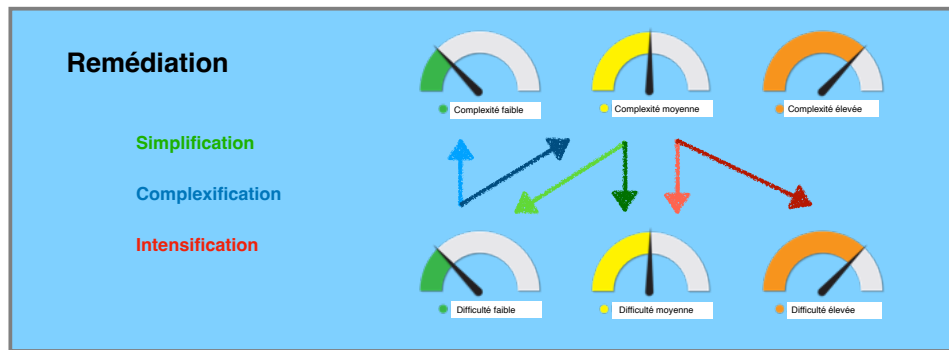 Remédiation
Complexité faible
Complexité moyenne
Complexité élevée
Simplification
Complexification
Intensification
Difficulté faible
Difficulté moyenne
Difficulté élevée